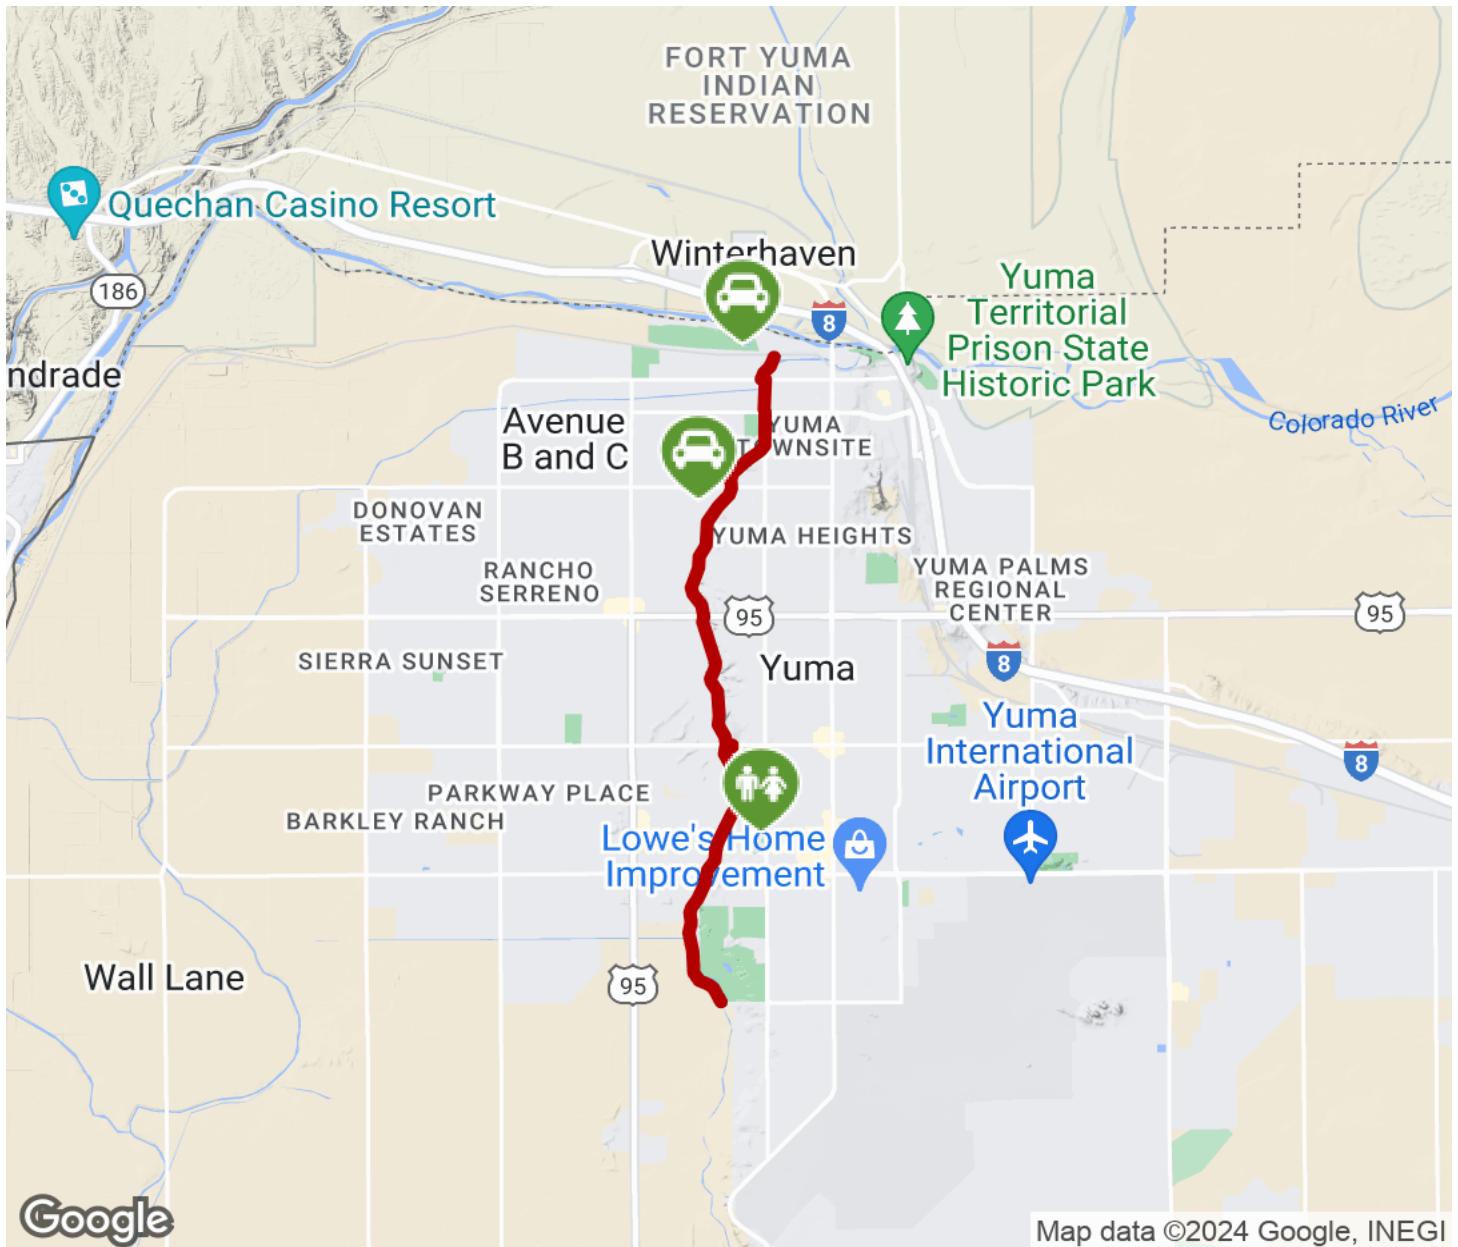 FORT YUMA
INDIAN
RESERVATION
Quechan Casino Resort
Winterhaven
186
8
Yuma
Territorial
Prison State
Historic Park
ndrade
Colorado River
Avenue
B and C
YUMA
TOWNSITE
DONOVAN
ESTATES
YUMA HEIGHTS
RANCHO
SERRENO
YUMA PALMS
REGIONAL
CENTER
95
95
SIERRA SUNSET
Yuma
8
Yuma
International
Airport
8
PARKWAY PLACE
BARKLEY RANCH
Lowe's Home
Improvement
Wall Lane
95
Google
Map data ©2024 Google, INEGI